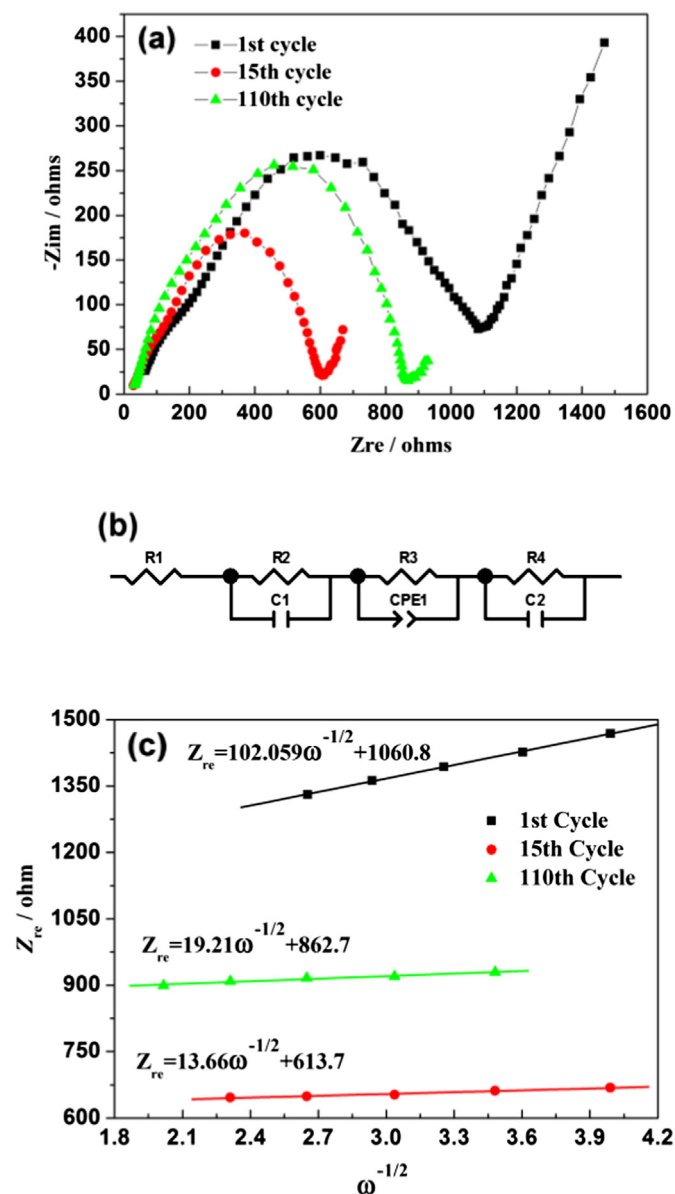 (a)
1st cycle
15th cycle
110th cycle
400
350
300
250
200
150
100
50
0
-Zim / ohms
0 200 400 600 800 1000 1200 1400 1600
Zre / ohms
(b)
R1 R2 R3 R4
C1 CPE1 C2
(c)
1500
1350
1200
1050
900
750
600
Z_re / ohm
Z_re=102.059ω^-1/2+1060.8
1st Cycle
15th Cycle
110th Cycle
Z_re=19.21ω^-1/2+862.7
Z_re=13.66ω^-1/2+613.7
1.8 2.1 2.4 2.7 3.0 3.3 3.6 3.9 4.2
ω^-1/2